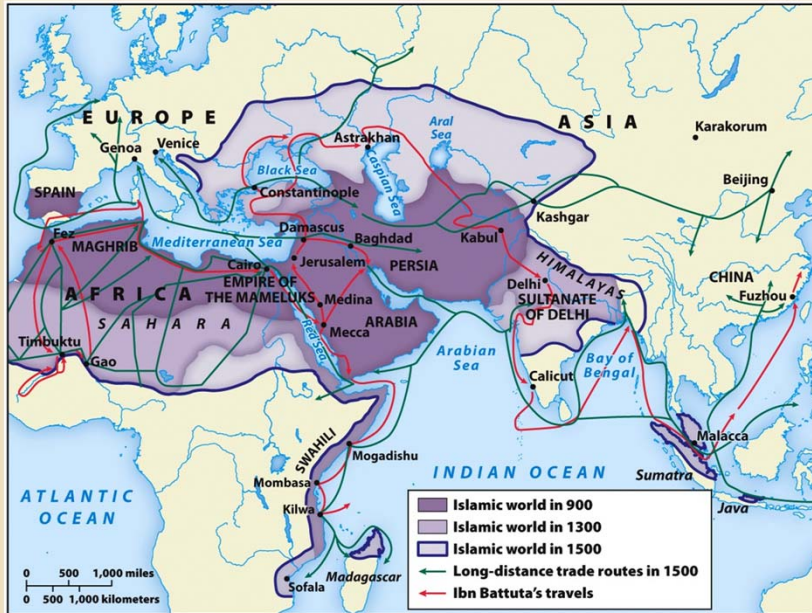 EUROPE
ASIA
Karakorum
Beijing
Genoa
Venice
Astrakhan
Aral
Sea
Caspian Sea
Black Sea
Constantinople
Kashgar
SPAIN
Fez
MAGHRIB
Mediterranean Sea
Damascus
Baghdad
Kabul
Jerusalem
PERSIA
Cairo
HIMALAYAS
CHINA
AFRICA
EMPIRE OF
THE MAMELUKS
Medina
Delhi
SULTANATE
OF DELHI
Fuzhou
SAHARA
Mecca
ARABIA
Red Sea
Timbuktu
Gao
Arabian
Sea
Calicut
Bay of
Bengal
Malacca
SWAHILI
Mogadishu
Sumatra
Java
Mombasa
INDIAN OCEAN
Kilwa
ATLANTIC
OCEAN
Madagascar
Sofala
0 500 1,000 miles
0 500 1,000 kilometers
Islamic world in 900
Islamic world in 1300
Islamic world in 1500
Long-distance trade routes in 1500
Ibn Battuta's travels